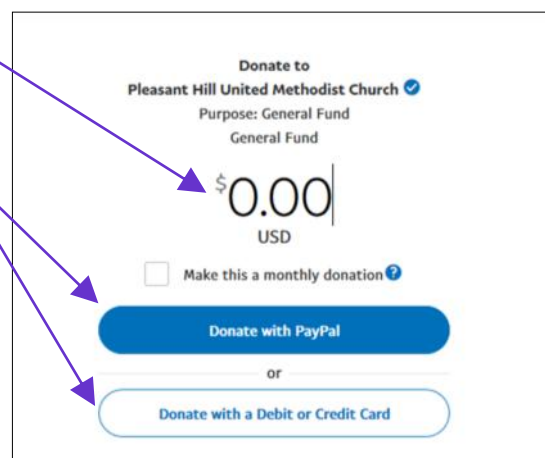 Donate to
Pleasant Hill United Methodist Church
Purpose: General Fund
General Fund
$0.00
USD
Make this a monthly donation ?
Donate with PayPal
or
Donate with a Debit or Credit Card